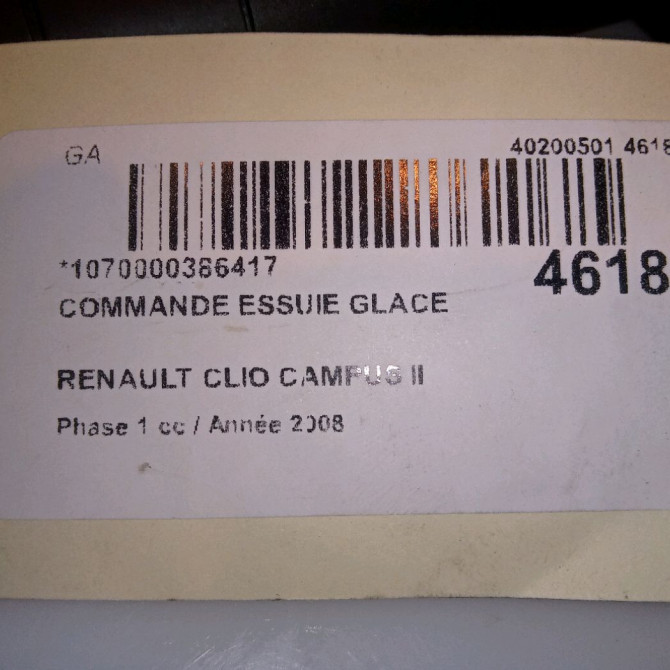 GA
40200501 4618
*1070000386417
4618
COMMANDE ESSUIE GLACE
RENAULT CLIO CAMPUS II
Phase 1 cc / Année 2008